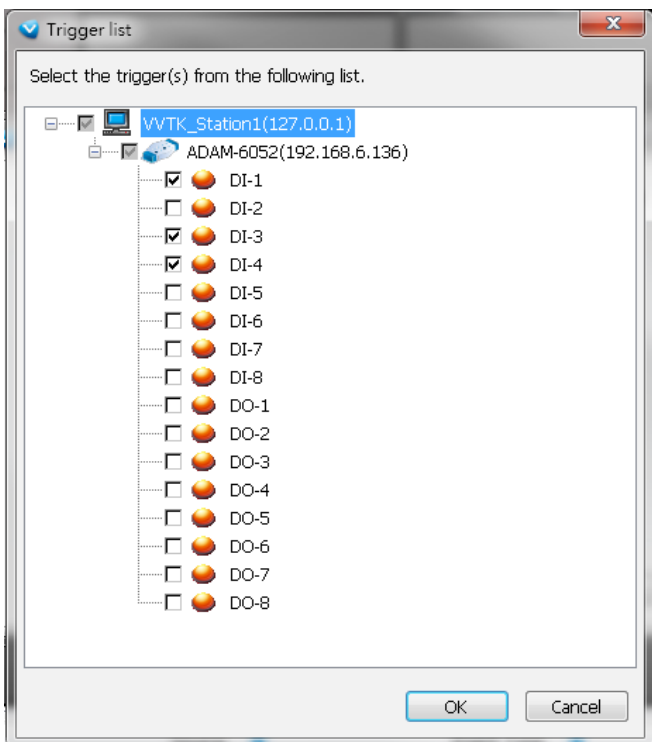 Trigger list
Select the trigger(s) from the following list.
VVTK_Station1(127.0.0.1)
ADAM-6052(192.168.6.136)
DI-1
DI-2
DI-3
DI-4
DI-5
DI-6
DI-7
DI-8
DO-1
DO-2
DO-3
DO-4
DO-5
DO-6
DO-7
DO-8
OK Cancel